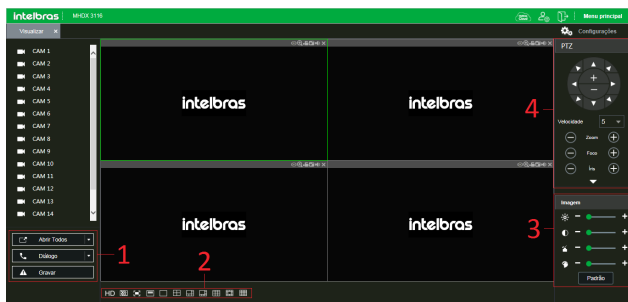 intelbras MHDX 3116 Menu principal
Visualizar × Configurações
CAM 1
CAM 2
CAM 3
CAM 4
CAM 5
CAM 6
CAM 7
CAM 8
CAM 9
CAM 10
CAM 11
CAM 12
CAM 13
CAM 14
Abrir Todos
Diálogo
Gravar
1
intelbras
intelbras
intelbras
intelbras
HD
2
PTZ
4
Velocidade 5
Zoom
Foco
Íris
Imagem
3
Padrão